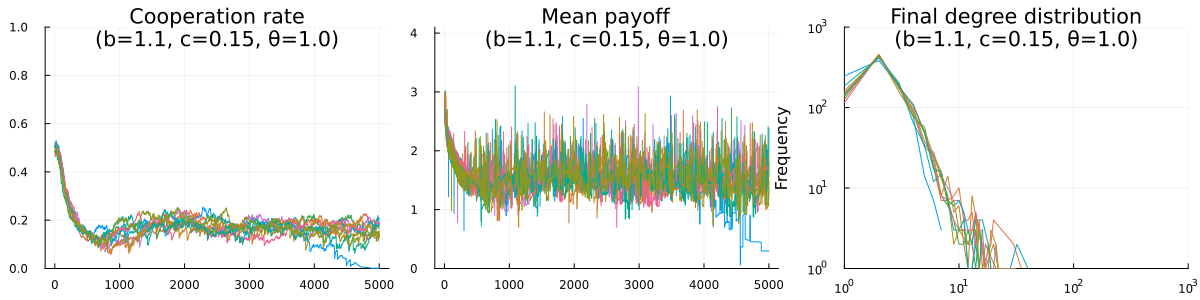 Cooperation rate
(b=1.1, c=0.15, θ=1.0)
1.0
0.8
0.6
0.4
0.2
0.0
0 1000 2000 3000 4000 5000
Mean payoff
(b=1.1, c=0.15, θ=1.0)
4
3
2
1
0
0 1000 2000 3000 4000 5000
Final degree distribution
(b=1.1, c=0.15, θ=1.0)
Frequency
10³
10²
10¹
10⁰
10⁰ 10¹ 10² 10³